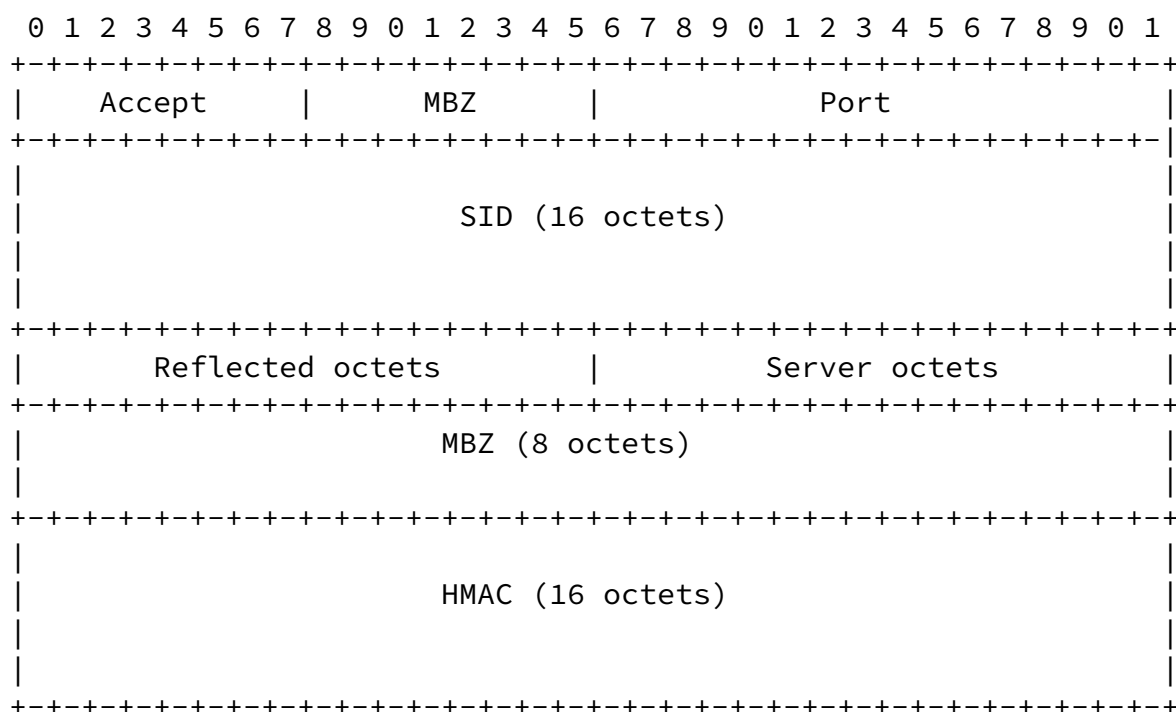 0 1 2 3 4 5 6 7 8 9 0 1 2 3 4 5 6 7 8 9 0 1 2 3 4 5 6 7 8 9 0 1
+-+-+-+-+-+-+-+-+-+-+-+-+-+-+-+-+-+-+-+-+-+-+-+-+-+-+-+-+-+-+-+-+
| Accept | MBZ | Port |
+-+-+-+-+-+-+-+-+-+-+-+-+-+-+-+-+-+-+-+-+-+-+-+-+-+-+-+-+-+-+-+-|
| |
| SID (16 octets) |
| |
| |
+-+-+-+-+-+-+-+-+-+-+-+-+-+-+-+-+-+-+-+-+-+-+-+-+-+-+-+-+-+-+-+-+
| Reflected octets | Server octets |
+-+-+-+-+-+-+-+-+-+-+-+-+-+-+-+-+-+-+-+-+-+-+-+-+-+-+-+-+-+-+-+-+
| MBZ (8 octets) |
| |
+-+-+-+-+-+-+-+-+-+-+-+-+-+-+-+-+-+-+-+-+-+-+-+-+-+-+-+-+-+-+-+-+
| |
| HMAC (16 octets) |
| |
| |
+-+-+-+-+-+-+-+-+-+-+-+-+-+-+-+-+-+-+-+-+-+-+-+-+-+-+-+-+-+-+-+-+